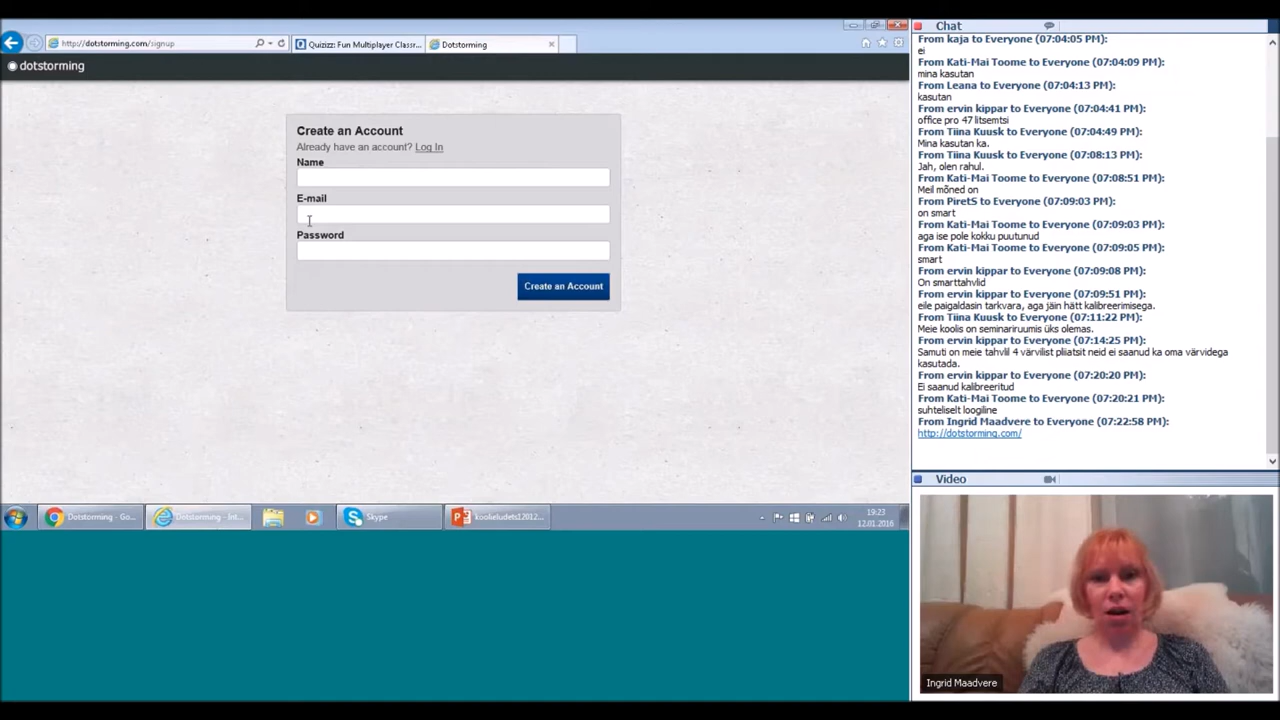 http://dotstorming.com/signup
Quizizz: Fun Multiplayer Classr...
Dotstorming
dotstorming
Create an Account
Already have an account? Log In
Name
E-mail
Password
Create an Account
Dotstorming - Go...
Dotstorming - Int...
Skype
kookeludets12012...
19:23
12.01.2016
Chat
From kaja to Everyone (07:04:05 PM):
ei
From Kati-Mai Toome to Everyone (07:04:09 PM):
mina kasutan
From Leana to Everyone (07:04:13 PM):
kasutan
From ervin kippar to Everyone (07:04:41 PM):
office pro 47 litsemtsi
From Tiina Kuusk to Everyone (07:04:49 PM):
Mina kasutan ka.
From Tiina Kuusk to Everyone (07:08:13 PM):
Jah, olen rahul.
From Kati-Mai Toome to Everyone (07:08:51 PM):
Meil mõned on
From PiretS to Everyone (07:09:03 PM):
on smart
From Kati-Mai Toome to Everyone (07:09:03 PM):
aga ise pole kokku puutunud
From Kati-Mai Toome to Everyone (07:09:05 PM):
smart
From ervin kippar to Everyone (07:09:08 PM):
On smarttahvlid
From ervin kippar to Everyone (07:09:51 PM):
eile paigaldasin tarkvara, aga jäin hätt kalibreerimisega.
From Tiina Kuusk to Everyone (07:11:22 PM):
Meie koolis on seminariruumis üks olemas.
From ervin kippar to Everyone (07:14:25 PM):
Samuti on meie tahvlil 4 värvilist pliiatsit neid ei saanud ka oma värvidega
kasutada.
From ervin kippar to Everyone (07:20:20 PM):
Ei saanud kalibreeritud
From Kati-Mai Toome to Everyone (07:20:21 PM):
suhteliselt loogiline
From Ingrid Maadvere to Everyone (07:22:58 PM):
http://dotstorming.com/
Video
Ingrid Maadvere